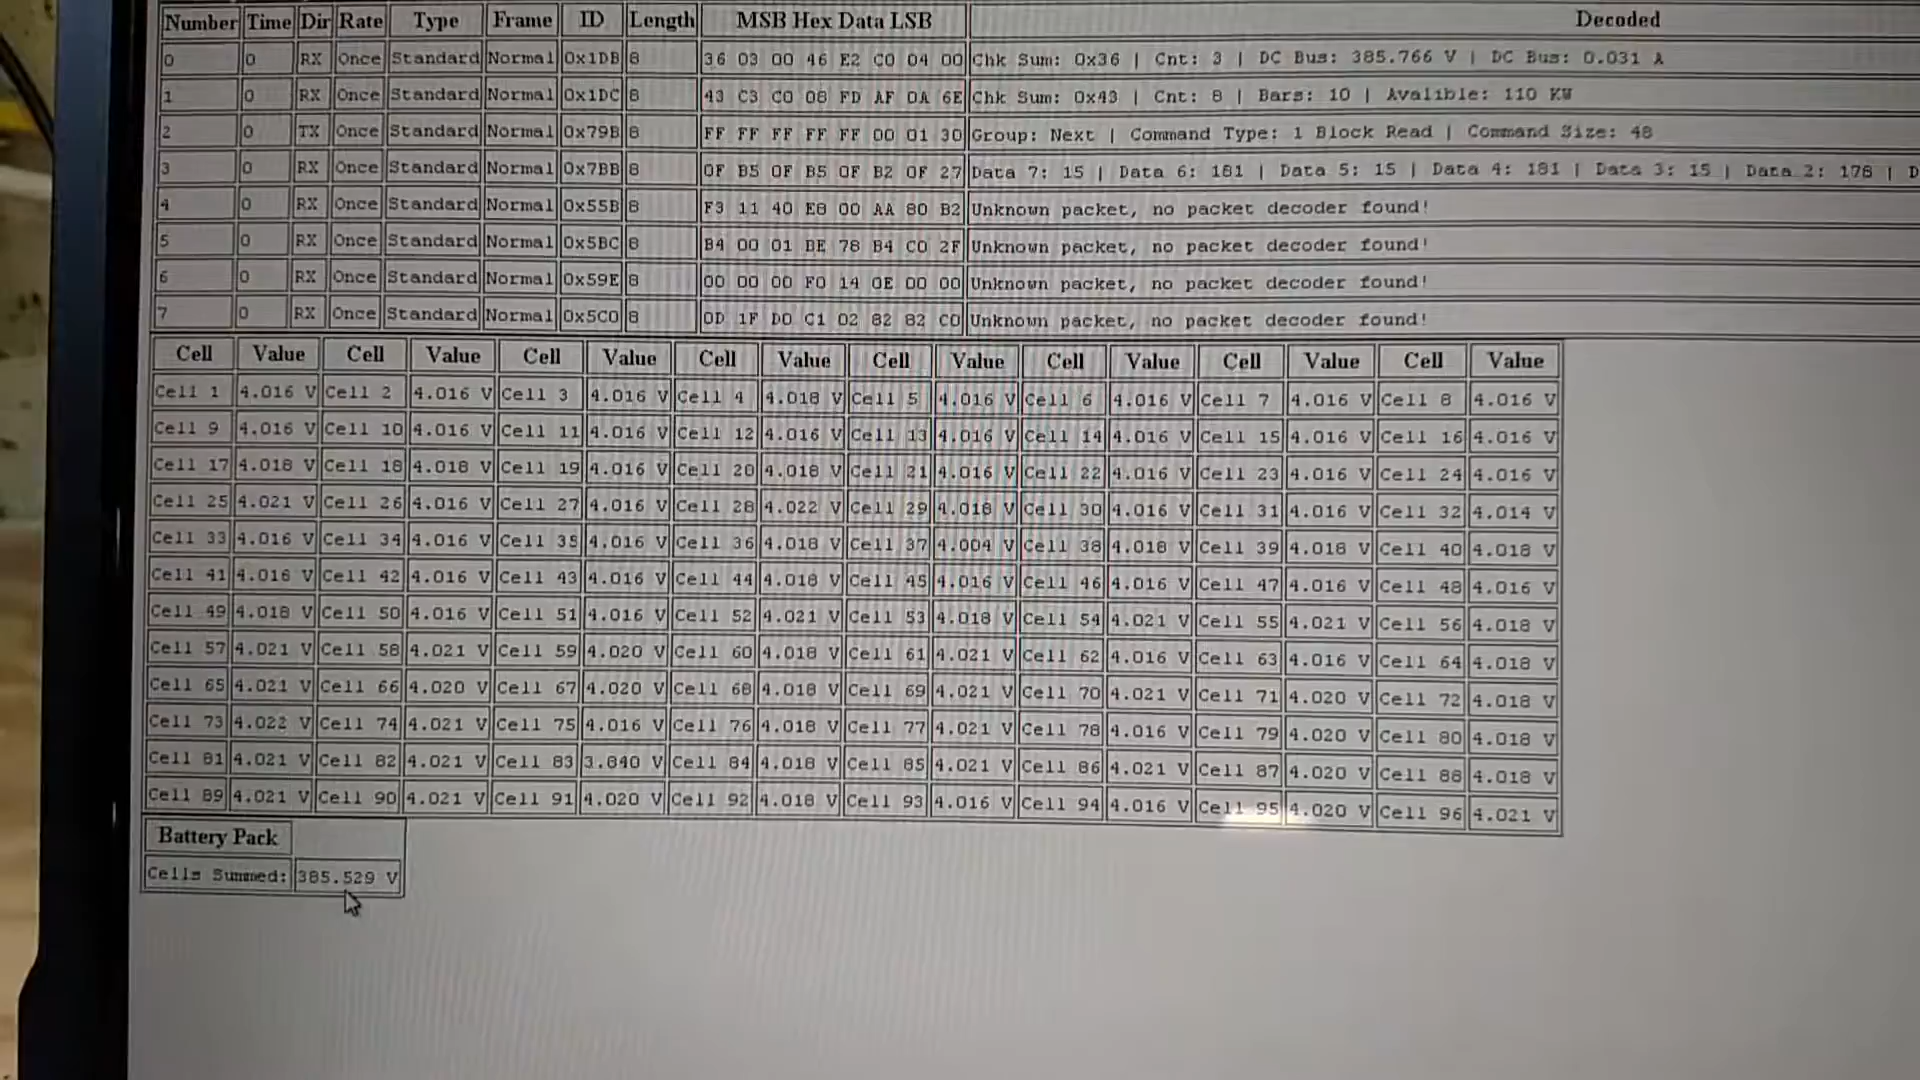 Number Time Dir Rate Type Frame ID Length MSB Hex Data LSB Decoded
0 0 RX Once Standard Normal 0x1DB 8 36 03 00 46 E2 C0 04 00 Chk Sum: 0x36 | Cnt: 3 | DC Bus: 385.766 V | DC Bus: 0.031 A
1 0 RX Once Standard Normal 0x1DC 8 43 C3 C0 08 FD AF 0A 6E Chk Sum: 0x43 | Cnt: 8 | Bars: 10 | Avalible: 110 KW
2 0 TX Once Standard Normal 0x79B 8 FF FF FF FF FF 00 01 30 Group: Next | Command Type: 1 Block Read | Command Size: 48
3 0 RX Once Standard Normal 0x7BB 8 0F B5 0F B5 0F B2 0F 27 Data 7: 15 | Data 6: 181 | Data 5: 15 | Data 4: 181 | Data 3: 15 | Data 2: 178 | D
4 0 RX Once Standard Normal 0x55B 8 F3 11 40 E8 00 AA 80 B2 Unknown packet, no packet decoder found!
5 0 RX Once Standard Normal 0x5BC 8 B4 00 01 BE 78 B4 C0 2F Unknown packet, no packet decoder found!
6 0 RX Once Standard Normal 0x59E 8 00 00 00 F0 14 0E 00 00 Unknown packet, no packet decoder found!
7 0 RX Once Standard Normal 0x5C0 8 0D 1F D0 C1 02 82 82 C0 Unknown packet, no packet decoder found!
Cell Value Cell Value Cell Value Cell Value Cell Value Cell Value Cell Value Cell Value
Cell 1 4.016 V Cell 2 4.016 V Cell 3 4.016 V Cell 4 4.018 V Cell 5 4.016 V Cell 6 4.016 V Cell 7 4.016 V Cell 8 4.016 V
Cell 9 4.016 V Cell 10 4.016 V Cell 11 4.016 V Cell 12 4.016 V Cell 13 4.016 V Cell 14 4.016 V Cell 15 4.016 V Cell 16 4.016 V
Cell 17 4.018 V Cell 18 4.018 V Cell 19 4.016 V Cell 20 4.018 V Cell 21 4.016 V Cell 22 4.016 V Cell 23 4.016 V Cell 24 4.016 V
Cell 25 4.021 V Cell 26 4.016 V Cell 27 4.016 V Cell 28 4.022 V Cell 29 4.018 V Cell 30 4.016 V Cell 31 4.016 V Cell 32 4.014 V
Cell 33 4.016 V Cell 34 4.016 V Cell 35 4.016 V Cell 36 4.018 V Cell 37 4.004 V Cell 38 4.018 V Cell 39 4.018 V Cell 40 4.018 V
Cell 41 4.016 V Cell 42 4.016 V Cell 43 4.016 V Cell 44 4.018 V Cell 45 4.016 V Cell 46 4.016 V Cell 47 4.016 V Cell 48 4.016 V
Cell 49 4.018 V Cell 50 4.016 V Cell 51 4.016 V Cell 52 4.021 V Cell 53 4.018 V Cell 54 4.021 V Cell 55 4.021 V Cell 56 4.018 V
Cell 57 4.021 V Cell 58 4.021 V Cell 59 4.020 V Cell 60 4.018 V Cell 61 4.021 V Cell 62 4.016 V Cell 63 4.016 V Cell 64 4.018 V
Cell 65 4.021 V Cell 66 4.020 V Cell 67 4.020 V Cell 68 4.018 V Cell 69 4.021 V Cell 70 4.021 V Cell 71 4.020 V Cell 72 4.018 V
Cell 73 4.022 V Cell 74 4.021 V Cell 75 4.016 V Cell 76 4.018 V Cell 77 4.021 V Cell 78 4.016 V Cell 79 4.020 V Cell 80 4.018 V
Cell 81 4.021 V Cell 82 4.021 V Cell 83 3.840 V Cell 84 4.018 V Cell 85 4.021 V Cell 86 4.021 V Cell 87 4.020 V Cell 88 4.018 V
Cell 89 4.021 V Cell 90 4.021 V Cell 91 4.020 V Cell 92 4.018 V Cell 93 4.016 V Cell 94 4.016 V Cell 95 4.020 V Cell 96 4.021 V
Battery Pack
Cells Summed: 385.529 V